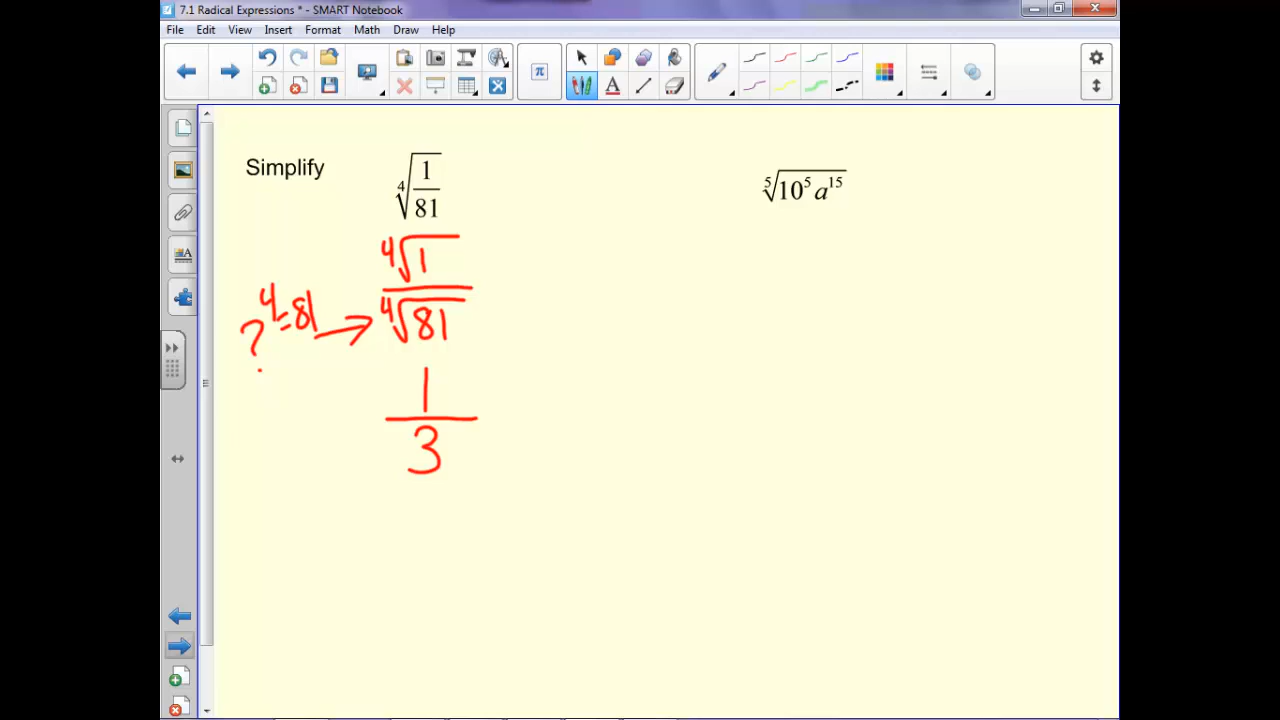 7.1 Radical Expressions * - SMART Notebook
File Edit View Insert Format Math Draw Help
π
A
Simplify
⁴√(1/81)
⁵√(10⁵a¹⁵)
⁴√1
⁴√81
?⁴=81 →
1
3